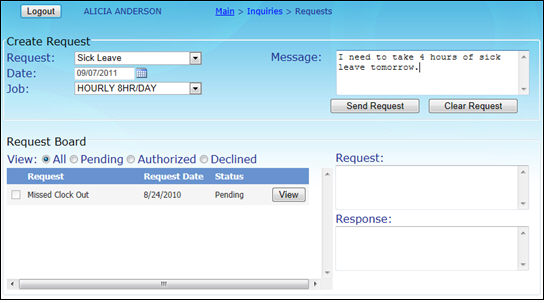 Logout ALICIA ANDERSON Main > Inquiries > Requests
Create Request
Request: Sick Leave Message: I need to take 4 hours of sick
leave tomorrow.
Date: 09/07/2011
Job: HOURLY 8HR/DAY
Send Request Clear Request
Request Board
View: All Pending Authorized Declined Request:
Request Request Date Status
Missed Clock Out 8/24/2010 Pending View
Response: